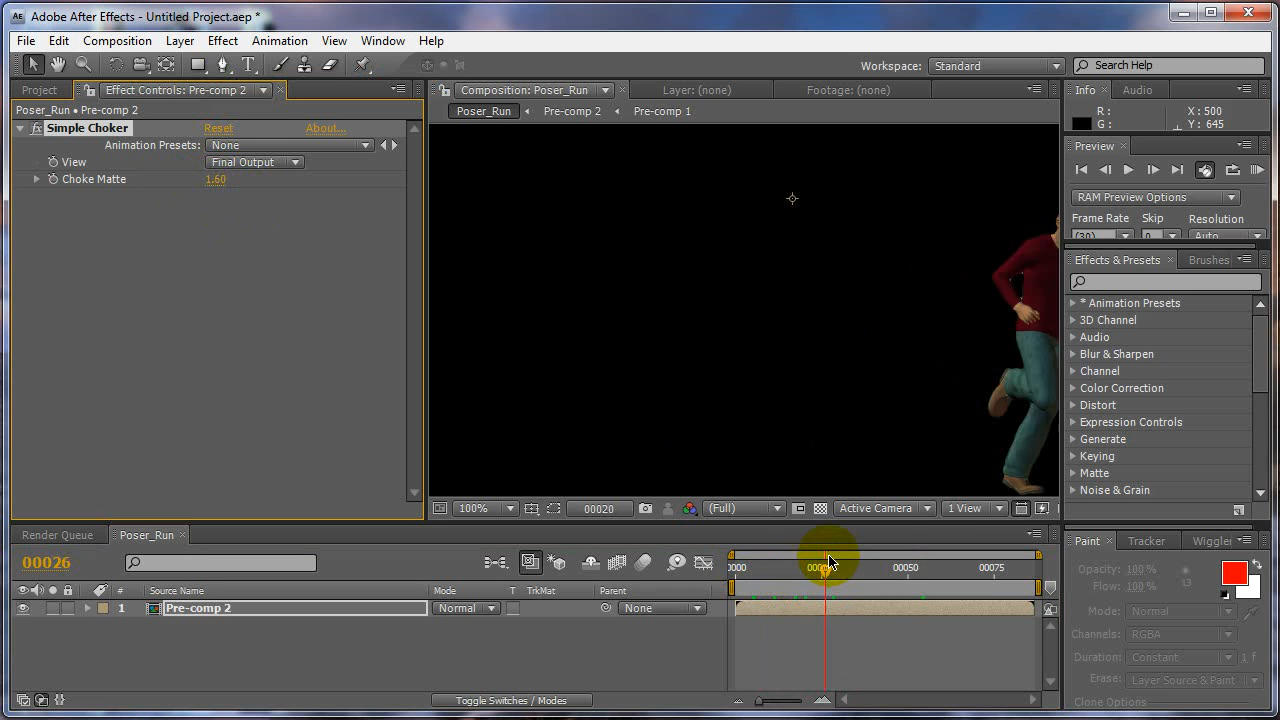 Adobe After Effects - Untitled Project.aep *
File Edit Composition Layer Effect Animation View Window Help
Workspace: Standard Search Help
Project Effect Controls: Pre-comp 2
Poser_Run • Pre-comp 2
fx Simple Choker Reset About...
Animation Presets: None
View Final Output
Choke Matte 1.60
Composition: Poser_Run Layer: (none) Footage: (none)
Poser_Run Pre-comp 2 Pre-comp 1
100% 00020 (Full) Active Camera 1 View
Info Audio
R: X: 500
G: Y: 645
Preview
RAM Preview Options
Frame Rate Skip Resolution
(30) 0 Auto
Effects & Presets Brushes
* Animation Presets
3D Channel
Audio
Blur & Sharpen
Channel
Color Correction
Distort
Expression Controls
Generate
Keying
Matte
Noise & Grain
Render Queue Poser_Run
00026
0000 00050 00075
# Source Name Mode T TrkMat Parent
1 Pre-comp 2 Normal None
Toggle Switches / Modes
Paint Tracker Wiggler
Opacity: 100 %
Flow: 100 % 13
Mode: Normal
Channels: RGBA
Duration: Constant 1 f
Erase: Layer Source & Paint
Clone Options